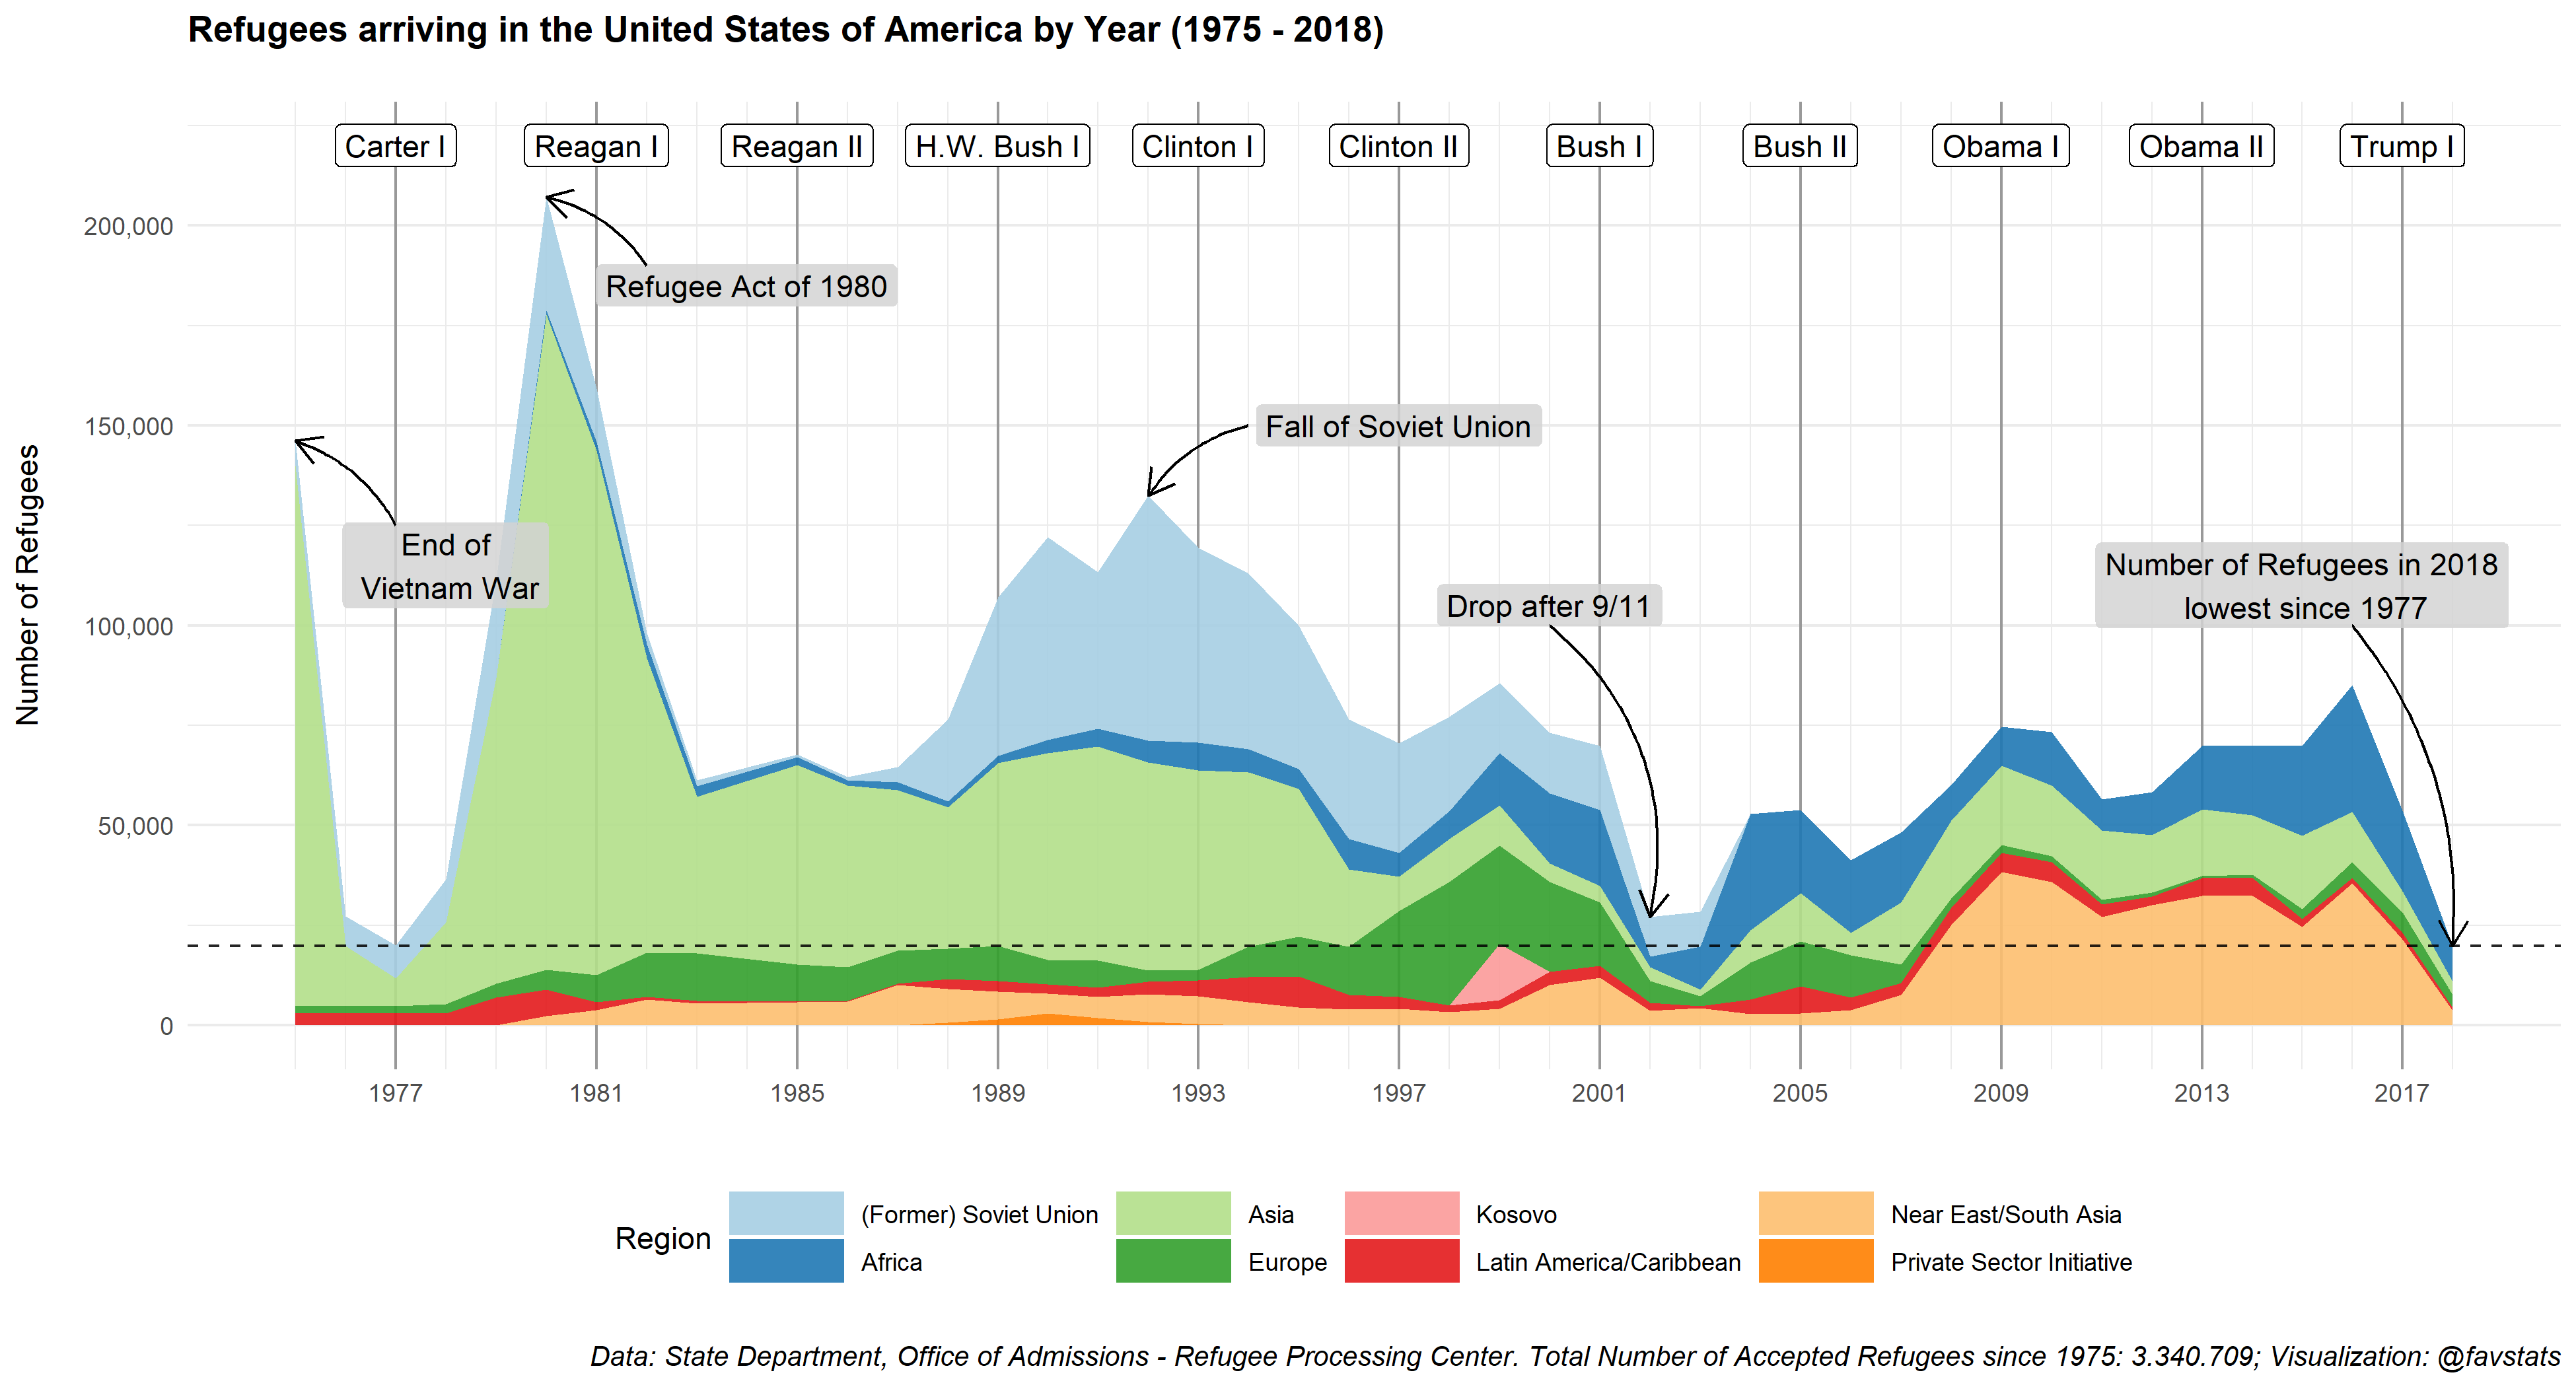 Refugees arriving in the United States of America by Year (1975 - 2018)
Carter I
Reagan I
Reagan II
H.W. Bush I
Clinton I
Clinton II
Bush I
Bush II
Obama I
Obama II
Trump I
Number of Refugees
200,000
150,000
100,000
50,000
0
Refugee Act of 1980
Fall of Soviet Union
End of
Vietnam War
Drop after 9/11
Number of Refugees in 2018
lowest since 1977
1977
1981
1985
1989
1993
1997
2001
2005
2009
2013
2017
Region
(Former) Soviet Union
Africa
Asia
Europe
Kosovo
Latin America/Caribbean
Near East/South Asia
Private Sector Initiative
Data: State Department, Office of Admissions - Refugee Processing Center. Total Number of Accepted Refugees since 1975: 3.340.709; Visualization: @favstats